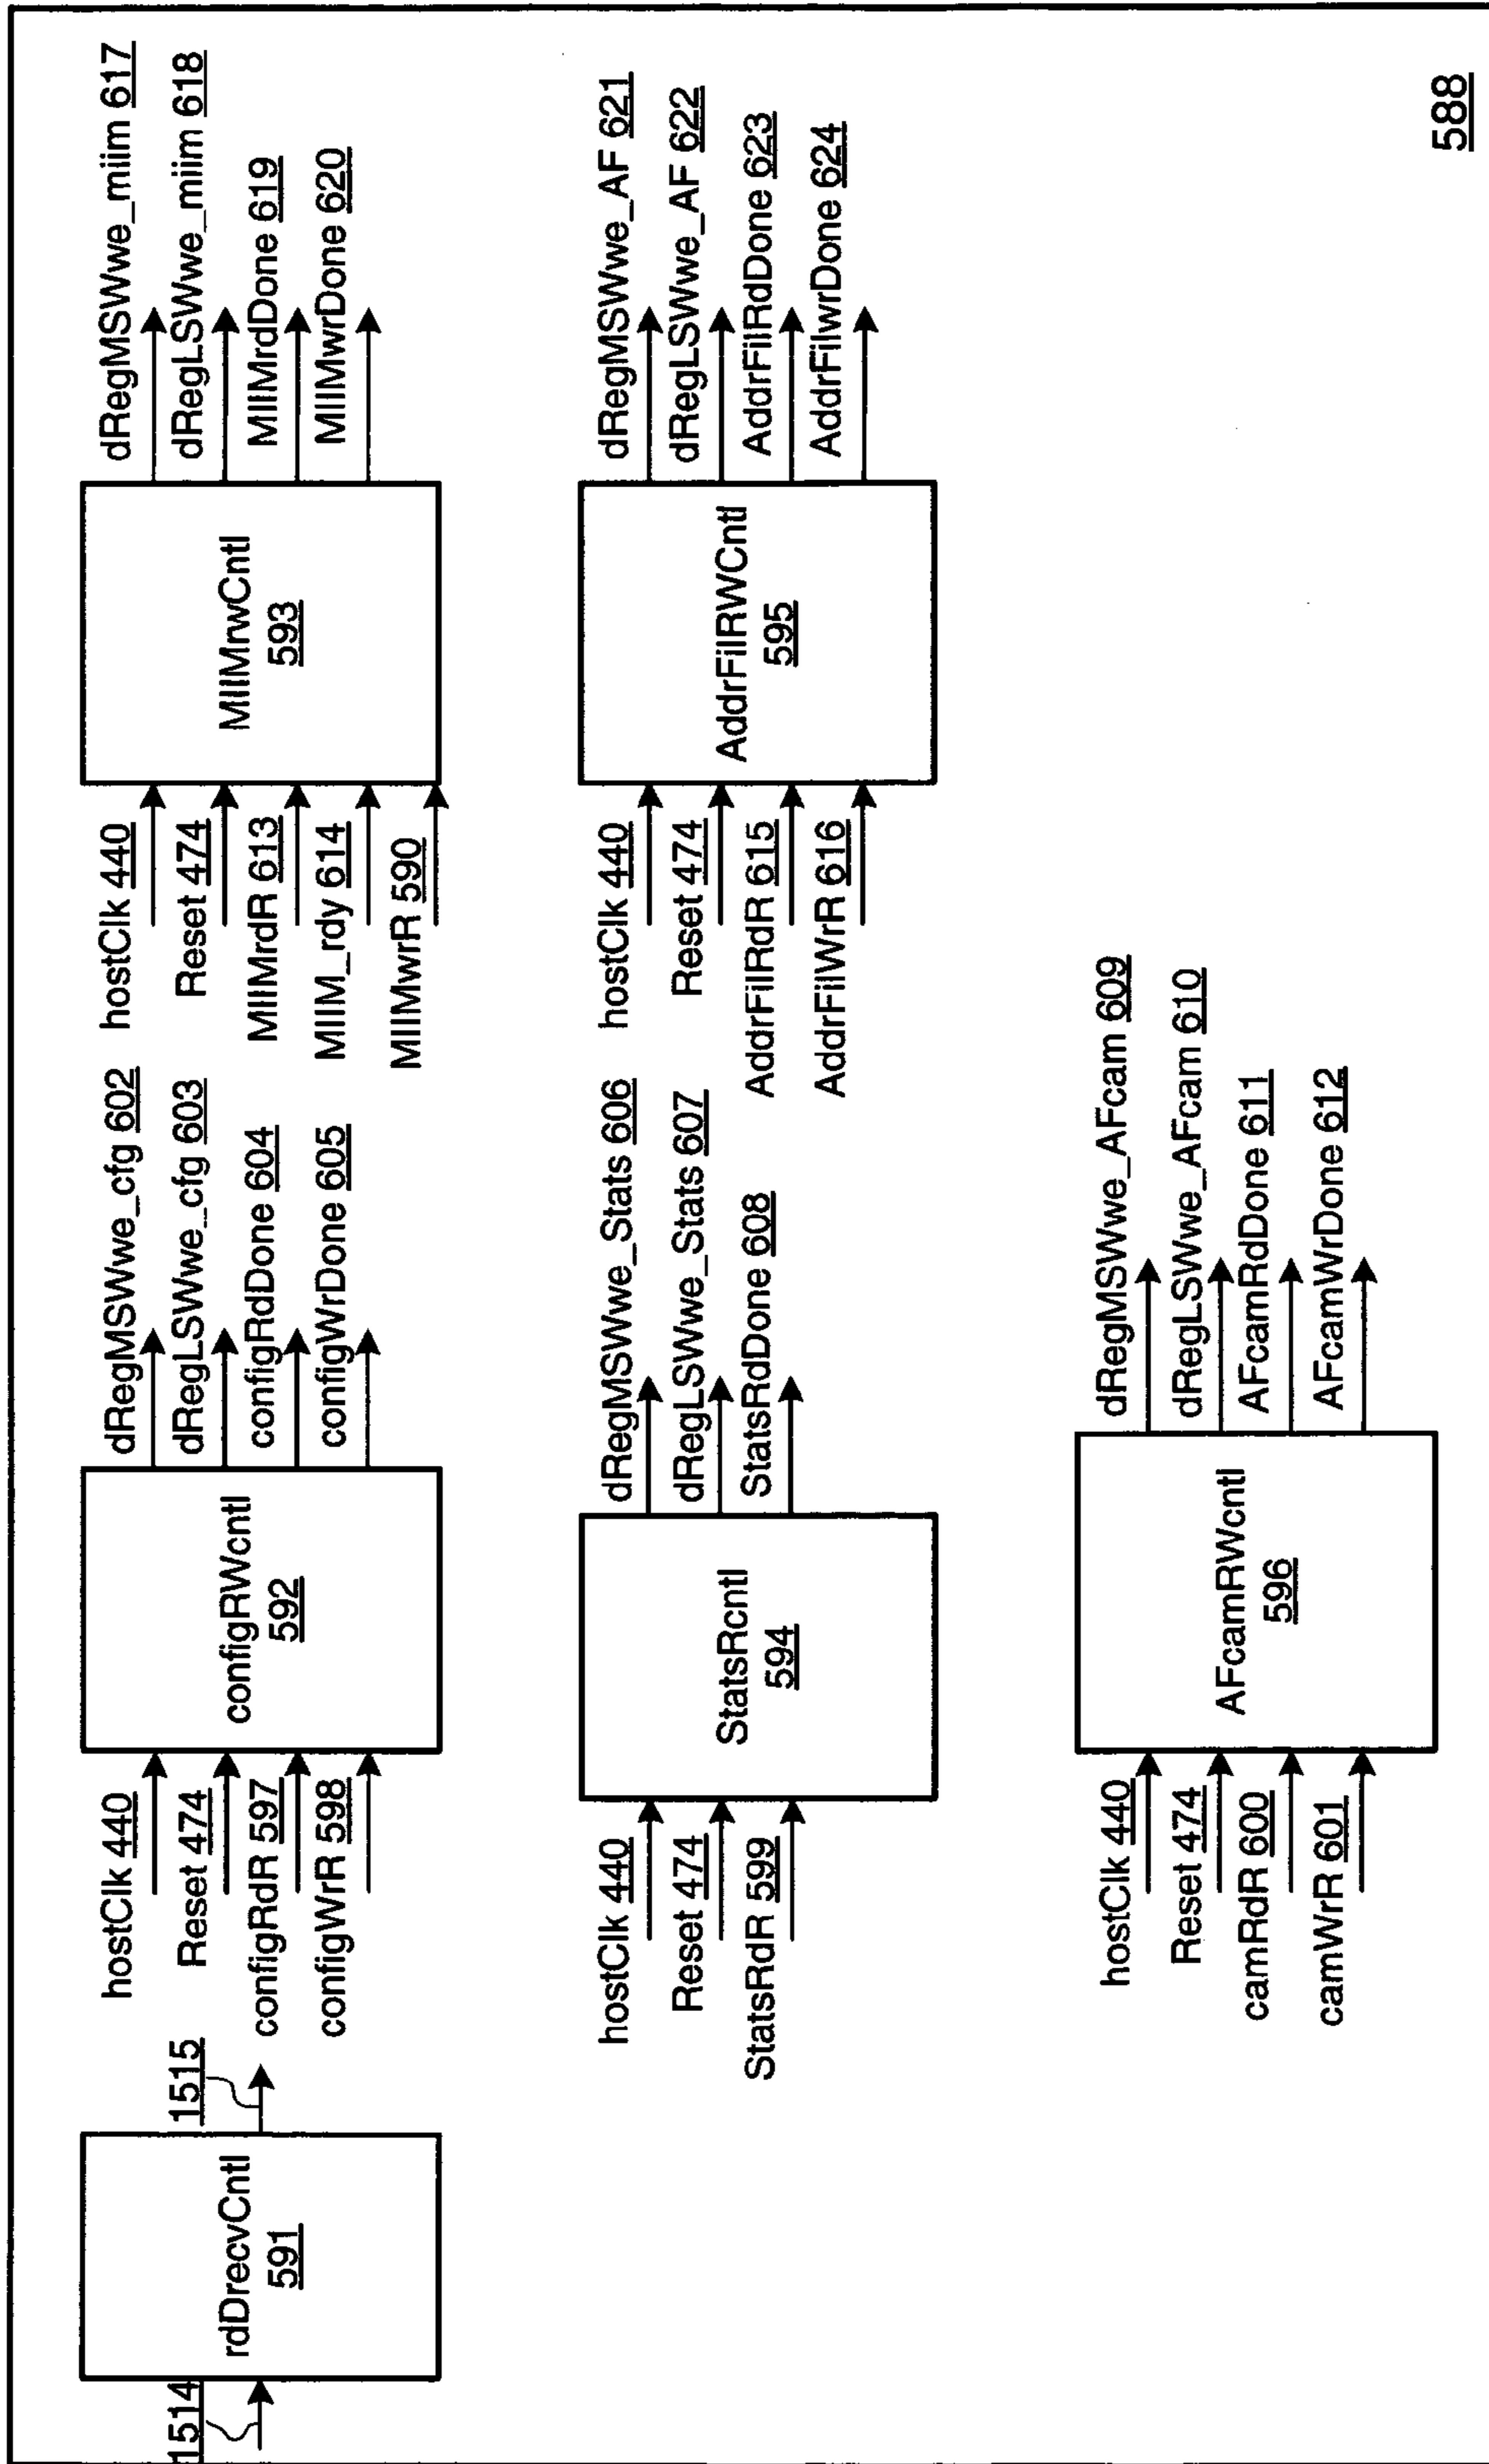 1514
rdDrecvCntl
591
1515
hostClk 440
Reset 474
configRdR 597
configWrR 598
configRWcntl
592
dRegMSWwe_cfg 602
dRegLSWwe_cfg 603
configRdDone 604
configWrDone 605
hostClk 440
Reset 474
MIIMrdR 613
MIIM_rdy 614
MIIMwrR 590
MIIMrwCntl
593
dRegMSWwe_miim 617
dRegLSWwe_miim 618
MIIMrdDone 619
MIIMwrDone 620
hostClk 440
Reset 474
StatsRdR 599
StatsRcntl
594
dRegMSWwe_Stats 606
dRegLSWwe_Stats 607
StatsRdDone 608
hostClk 440
Reset 474
AddrFilRdR 615
AddrFilWrR 616
AddrFilRWCntl
595
dRegMSWwe_AF 621
dRegLSWwe_AF 622
AddrFilRdDone 623
AddrFilwrDone 624
hostClk 440
Reset 474
camRdR 600
camWrR 601
AFcamRWcntl
596
dRegMSWwe_AFcam 609
dRegLSWwe_AFcam 610
AFcamRdDone 611
AFcamWrDone 612
588